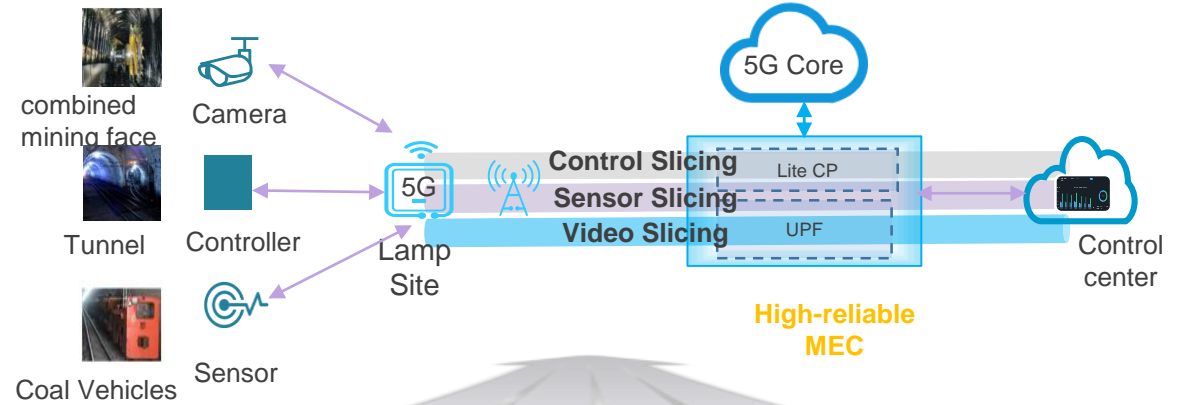 5G Core
combined
mining face
Camera
Control Slicing
Lite CP
5G
Sensor Slicing
Video Slicing
UPF
Tunnel
Controller
Lamp
Site
Control
center
High-reliable
MEC
Sensor
Coal Vehicles